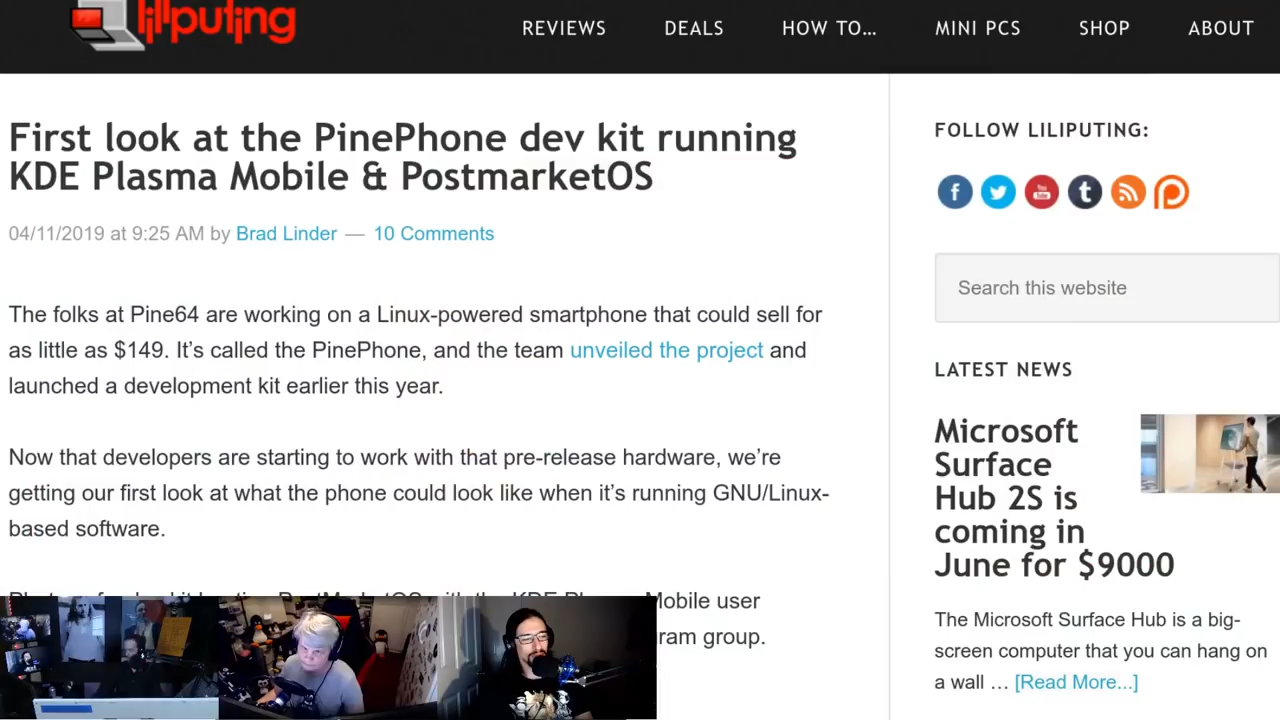 liliputing
REVIEWS
DEALS
HOW TO...
MINI PCS
SHOP
ABOUT
First look at the PinePhone dev kit running
KDE Plasma Mobile & PostmarketOS
04/11/2019 at 9:25 AM by Brad Linder — 10 Comments
The folks at Pine64 are working on a Linux-powered smartphone that could sell for
as little as $149. It’s called the PinePhone, and the team unveiled the project and
launched a development kit earlier this year.
Now that developers are starting to work with that pre-release hardware, we’re
getting our first look at what the phone could look like when it’s running GNU/Linux-
based software.
Mobile user
group.
FOLLOW LILIPUTING:
Search this website
LATEST NEWS
Microsoft
Surface
Hub 2S is
coming in
June for $9000
The Microsoft Surface Hub is a big-
screen computer that you can hang on
a wall … [Read More...]